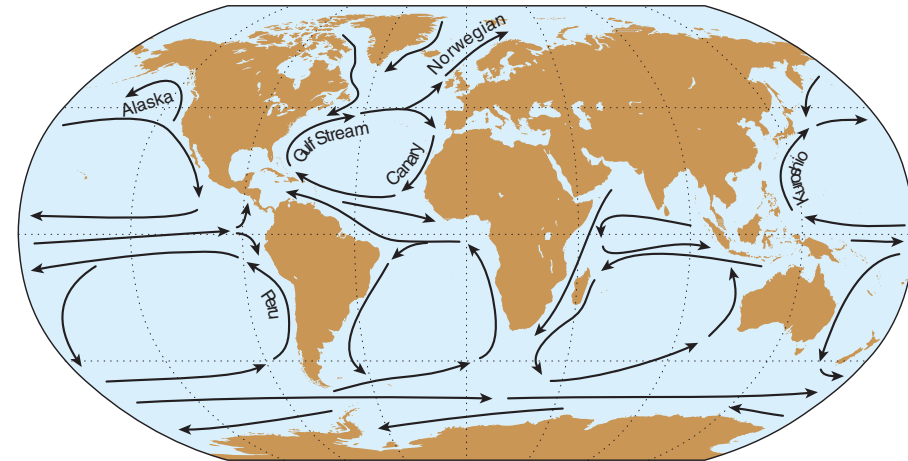 Norwegian
Alaska
Gulf Stream
Canary
Kuroshio
Peru